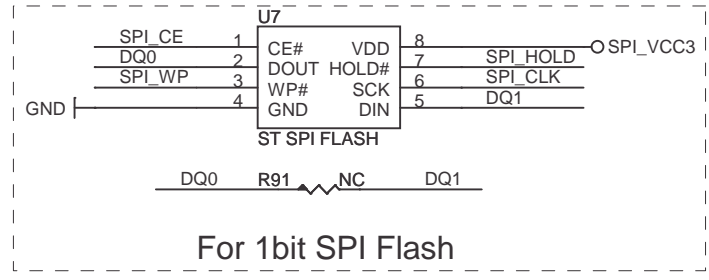 U7
SPI_CE 1 CE# VDD 8 SPI_VCC3
DQ0 2 DOUT HOLD# 7 SPI_HOLD
SPI_WP 3 WP# SCK 6 SPI_CLK
GND 4 GND DIN 5 DQ1
ST SPI FLASH
DQ0 R91 NC DQ1
For 1bit SPI Flash